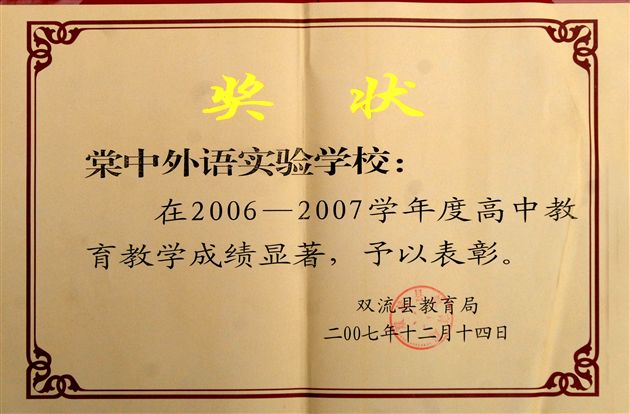 奖 状
棠中外语实验学校：
在2006—2007学年度高中教
育教学成绩显著，予以表彰。
双流县教育局
二00七年十二月十四日